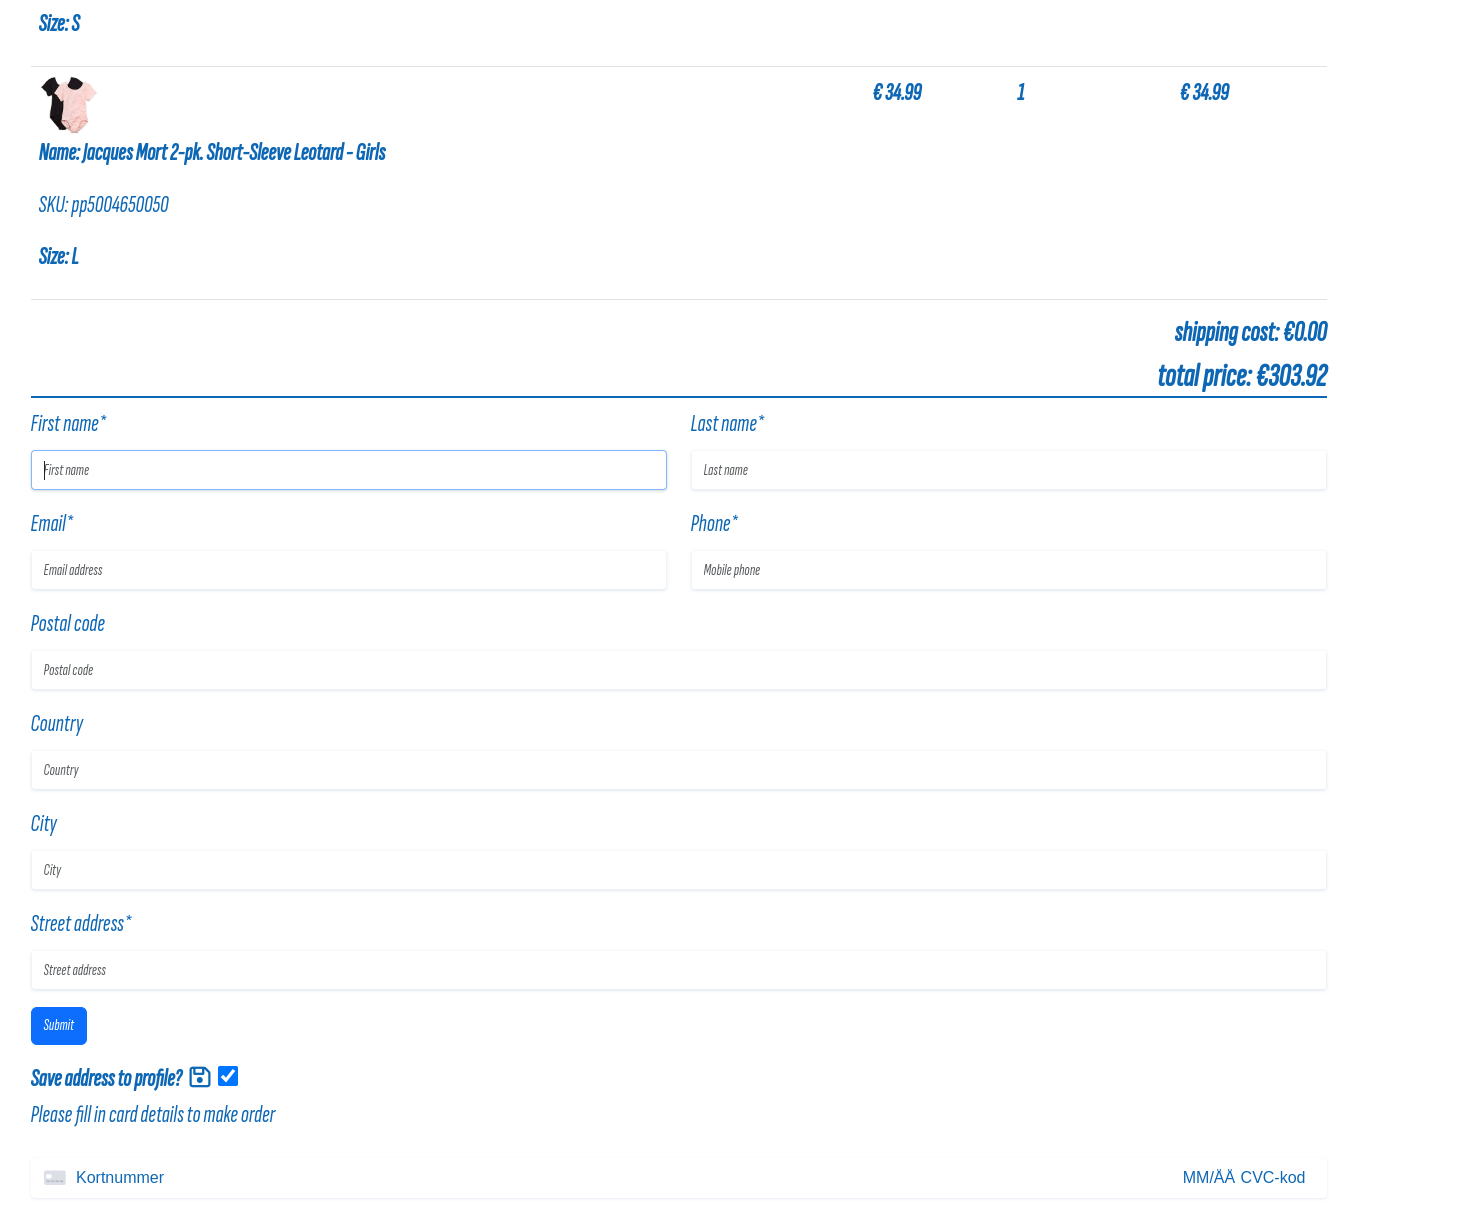 Size: S
€ 34.99 1 € 34.99
Name: Jacques Mort 2-pk. Short-Sleeve Leotard - Girls
SKU: pp5004650050
Size: L
shipping cost: €0.00
total price: €303.92
First name* Last name*
First name Last name
Email* Phone*
Email address Mobile phone
Postal code
Postal code
Country
Country
City
City
Street address*
Street address
Submit
Save address to profile?
Please fill in card details to make order
Kortnummer MM/ÅÅ CVC-kod